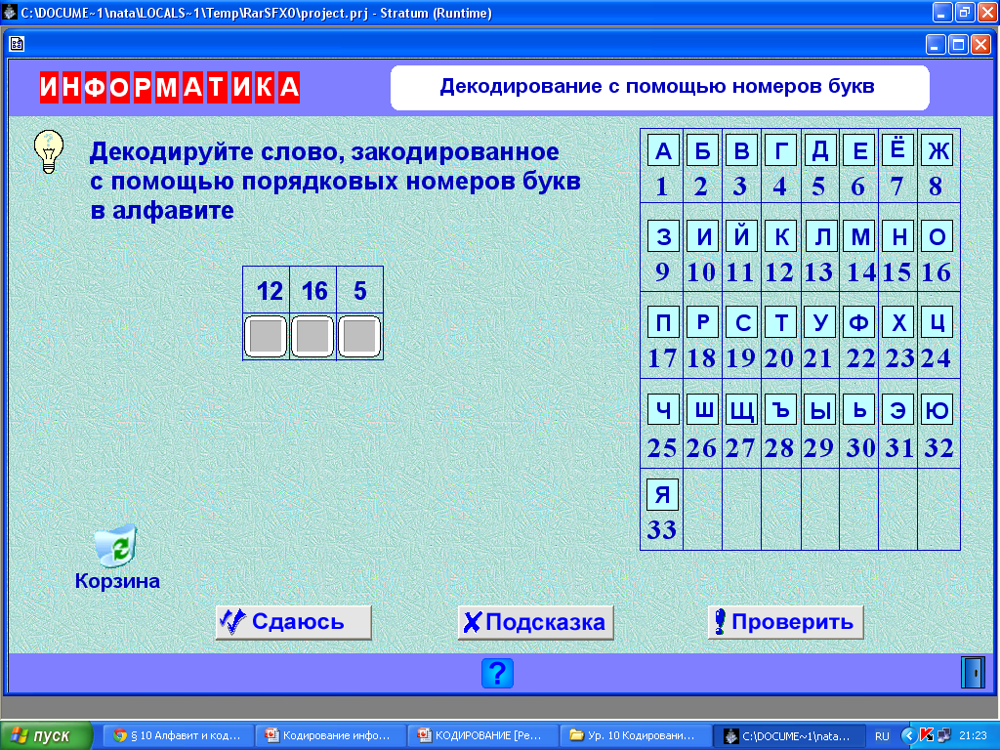 C:\DOCUME~1\nata\LOCALS~1\Temp\RarSFX0\project.prj - Stratum (Runtime)
ИНФОРМАТИКА
Декодирование с помощью номеров букв
Декодируйте слово, закодированное
с помощью порядковых номеров букв
в алфавите
12 16 5
А Б В Г Д Е Ё Ж
1 2 3 4 5 6 7 8
З И Й К Л М Н О
9 10 11 12 13 14 15 16
П Р С Т У Ф Х Ц
17 18 19 20 21 22 23 24
Ч Ш Щ Ъ Ы Ь Э Ю
25 26 27 28 29 30 31 32
Я
33
Корзина
Сдаюсь Подсказка Проверить
?
пуск § 10 Алфавит и код... Кодирование инфо... КОДИРОВАНИЕ [Ре... Ур. 10 Кодировани... C:\DOCUME~1\nata... RU 21:23